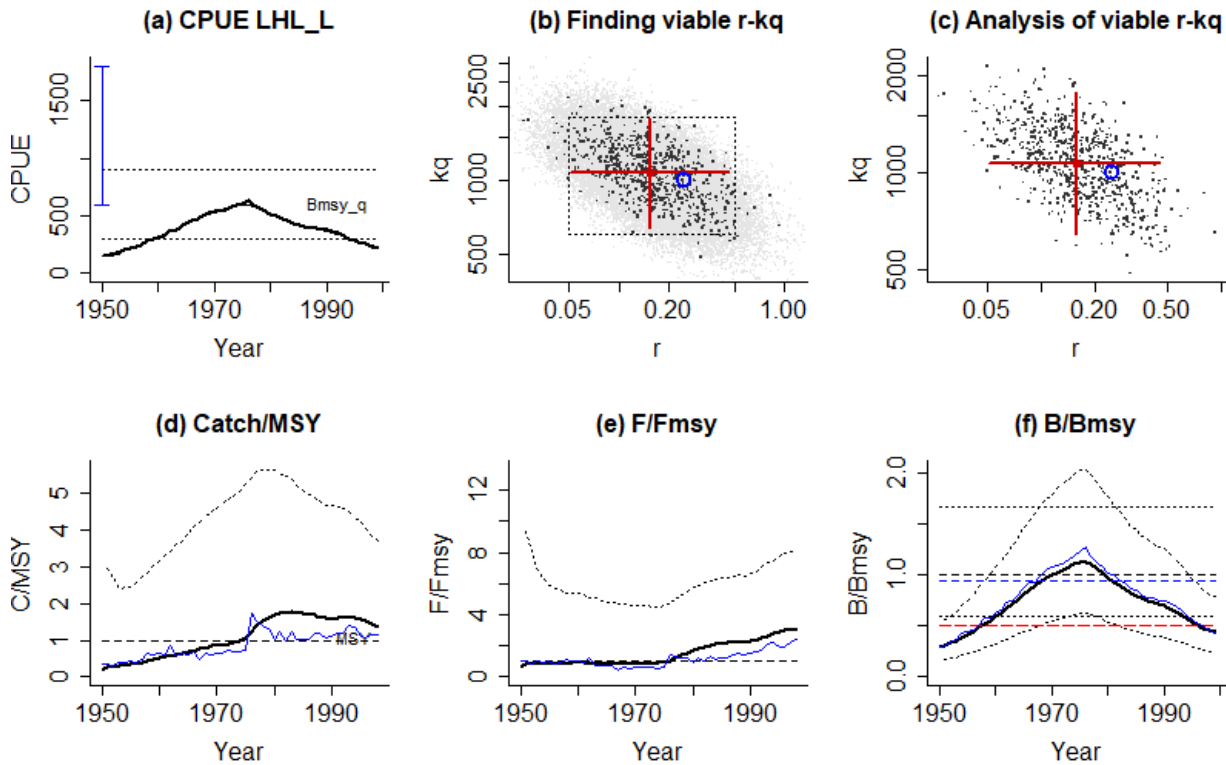 (a) CPUE LHL_L
CPUE
0 500 1500
Bmsy_q
1950 1970 1990
Year
(b) Finding viable r-kq
kq
500 1000 2500
0.05 0.20 1.00
r
(c) Analysis of viable r-kq
kq
500 1000 2000
0.05 0.20 0.50
r
(d) Catch/MSY
C/MSY
0 1 2 3 4 5
MSY
1950 1970 1990
Year
(e) F/Fmsy
F/Fmsy
0 4 8 12
1950 1970 1990
Year
(f) B/Bmsy
B/Bmsy
0.0 1.0 2.0
1950 1970 1990
Year